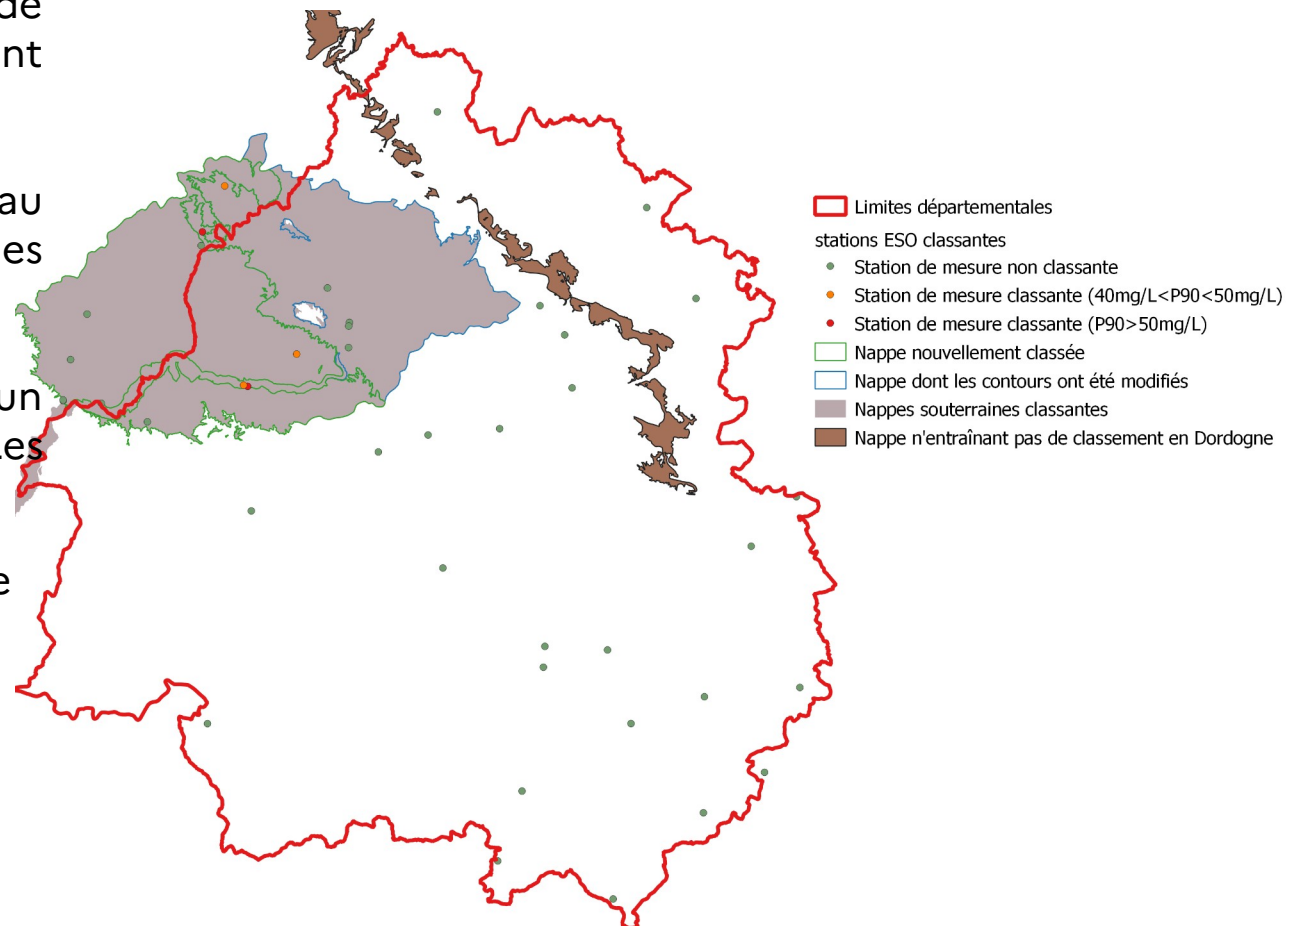 de
nt
au
es
un
Les
e
Limites départementales
stations ESO classantes
Station de mesure non classante
Station de mesure classante (40mg/L<P90<50mg/L)
Station de mesure classante (P90>50mg/L)
Nappe nouvellement classée
Nappe dont les contours ont été modifiés
Nappes souterraines classantes
Nappe n'entraînant pas de classement en Dordogne